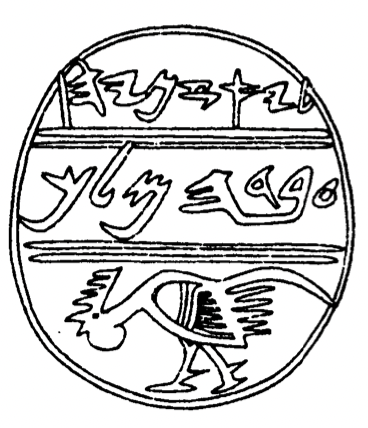 𐤋𐤉𐤀𐤆𐤍𐤉𐤄𐤅
𐤏𐤁𐤃𐤄𐤌𐤋𐤊